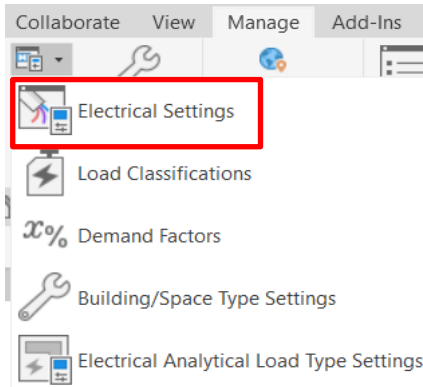 Collaborate View Manage Add-Ins
Electrical Settings
Load Classifications
x% Demand Factors
Building/Space Type Settings
Electrical Analytical Load Type Settings